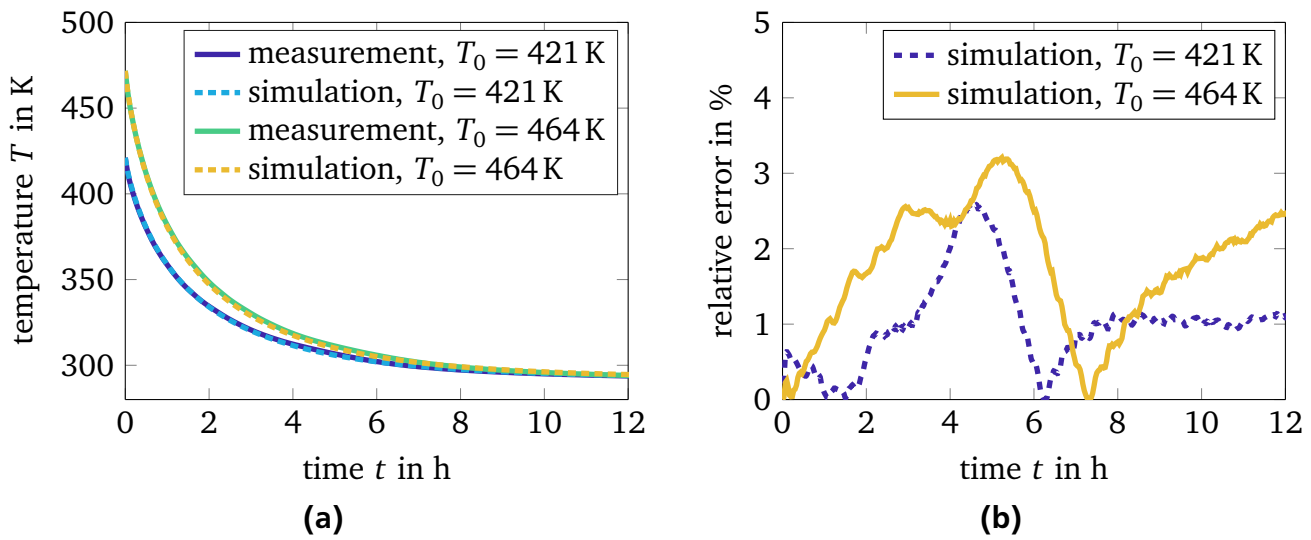 500
450
400
350
300
temperature T in K
measurement, T₀ = 421 K
simulation, T₀ = 421 K
measurement, T₀ = 464 K
simulation, T₀ = 464 K
0 2 4 6 8 10 12
time t in h
(a)
5
4
3
2
1
0
relative error in %
simulation, T₀ = 421 K
simulation, T₀ = 464 K
0 2 4 6 8 10 12
time t in h
(b)